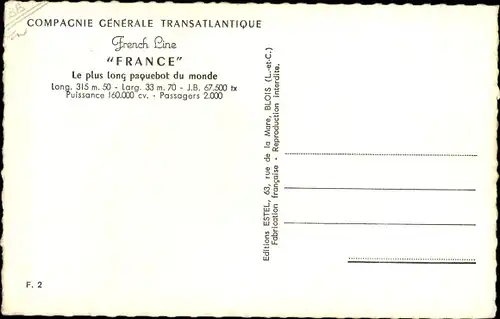 COMPAGNIE GÉNÉRALE TRANSATLANTIQUE
French Line
"FRANCE"
Le plus long paquebot du monde
Long. 315 m. 50 - Larg. 33 m. 70 - J.B. 67.500 tx
Puissance 160.000 cv. - Passagers 2.000
Editions ESTEL, 63, rue de la Mare, BLOIS (L.-et-C.)
Fabrication française - Reproduction interdite.
F. 2